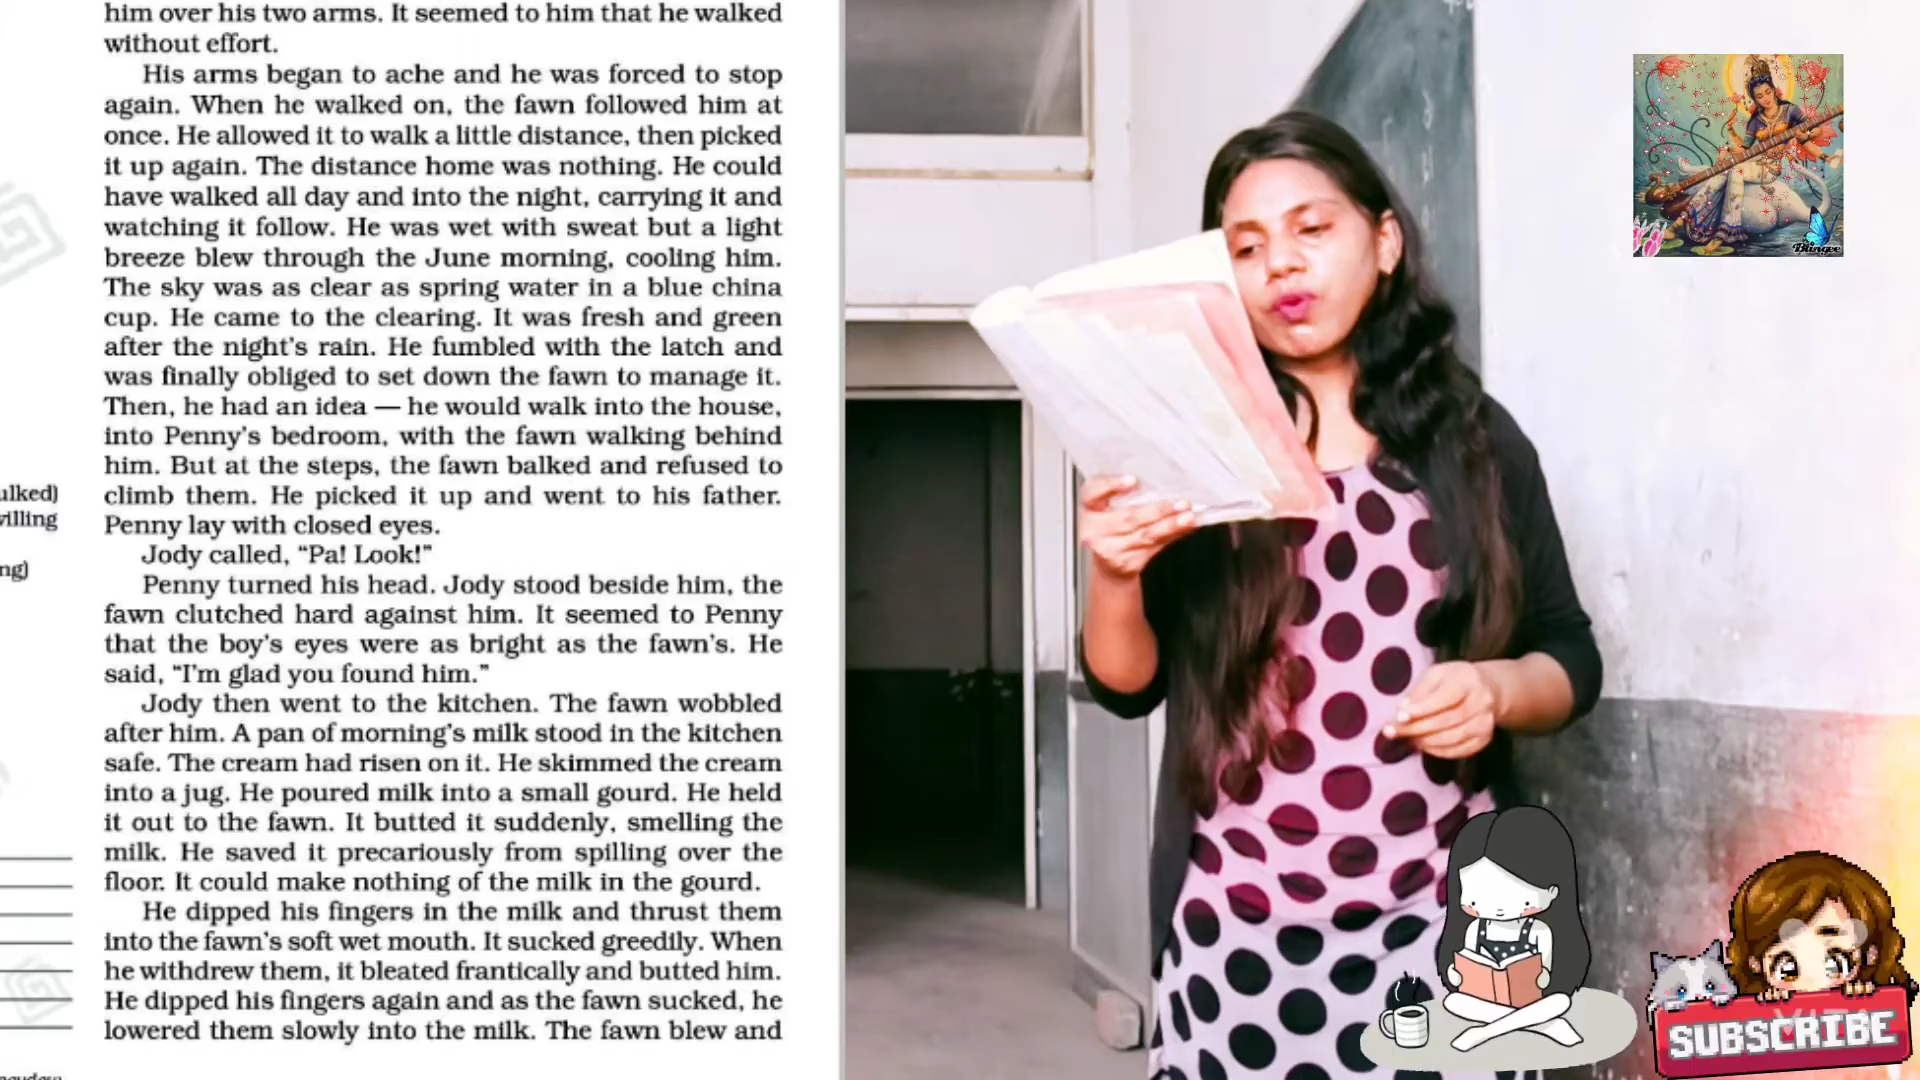 him over his two arms. It seemed to him that he walked
without effort.
His arms began to ache and he was forced to stop
again. When he walked on, the fawn followed him at
once. He allowed it to walk a little distance, then picked
it up again. The distance home was nothing. He could
have walked all day and into the night, carrying it and
watching it follow. He was wet with sweat but a light
breeze blew through the June morning, cooling him.
The sky was as clear as spring water in a blue china
cup. He came to the clearing. It was fresh and green
after the night's rain. He fumbled with the latch and
was finally obliged to set down the fawn to manage it.
Then, he had an idea — he would walk into the house,
into Penny's bedroom, with the fawn walking behind
him. But at the steps, the fawn balked and refused to
climb them. He picked it up and went to his father.
Penny lay with closed eyes.
Jody called, “Pa! Look!”
Penny turned his head. Jody stood beside him, the
fawn clutched hard against him. It seemed to Penny
that the boy's eyes were as bright as the fawn's. He
said, “I'm glad you found him.”
Jody then went to the kitchen. The fawn wobbled
after him. A pan of morning's milk stood in the kitchen
safe. The cream had risen on it. He skimmed the cream
into a jug. He poured milk into a small gourd. He held
it out to the fawn. It butted it suddenly, smelling the
milk. He saved it precariously from spilling over the
floor. It could make nothing of the milk in the gourd.
He dipped his fingers in the milk and thrust them
into the fawn's soft wet mouth. It sucked greedily. When
he withdrew them, it bleated frantically and butted him.
He dipped his fingers again and as the fawn sucked, he
lowered them slowly into the milk. The fawn blew and
ulked)
villing
ng)
Blingee
SUBSCRIBE